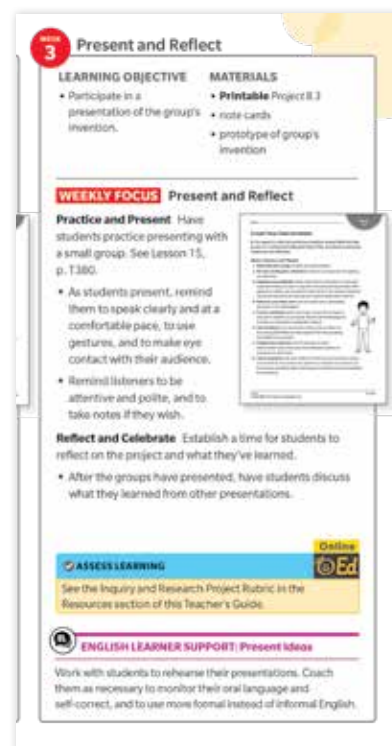 WEEK
3
Present and Reflect
LEARNING OBJECTIVE
• Participate in a
presentation of the group's
invention.
MATERIALS
• Printable Project 8.3
• note cards
• prototype of group's
invention
WEEKLY FOCUS Present and Reflect
Practice and Present Have
students practice presenting with
a small group. See Lesson 15,
p. T380.
• As students present, remind
them to speak clearly and at a
comfortable pace, to use
gestures, and to make eye
contact with their audience.
• Remind listeners to be
attentive and polite, and to
take notes if they wish.
Reflect and Celebrate Establish a time for students to
reflect on the project and what they've learned.
• After the groups have presented, have students discuss
what they learned from other presentations.
Online
Ed
ASSESS LEARNING
See the Inquiry and Research Project Rubric in the
Resources section of this Teacher's Guide.
ENGLISH LEARNER SUPPORT: Present Ideas
Work with students to rehearse their presentations. Coach
them as necessary to monitor their oral language and
self-correct, and to use more formal instead of informal English.